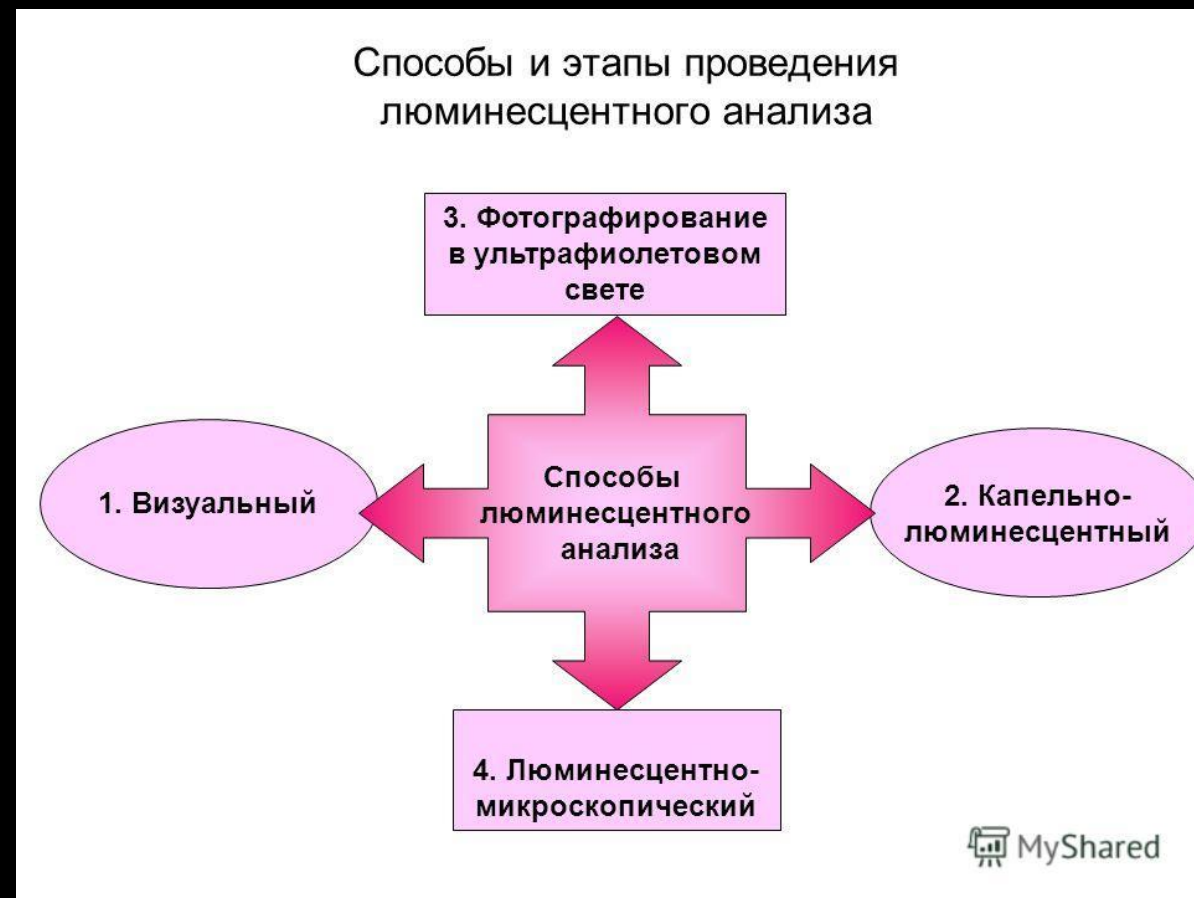 Способы и этапы проведения
люминесцентного анализа
3. Фотографирование
в ультрафиолетовом
свете
1. Визуальный
Способы
люминесцентного
анализа
2. Капельно-
люминесцентный
4. Люминесцентно-
микроскопический
MyShared